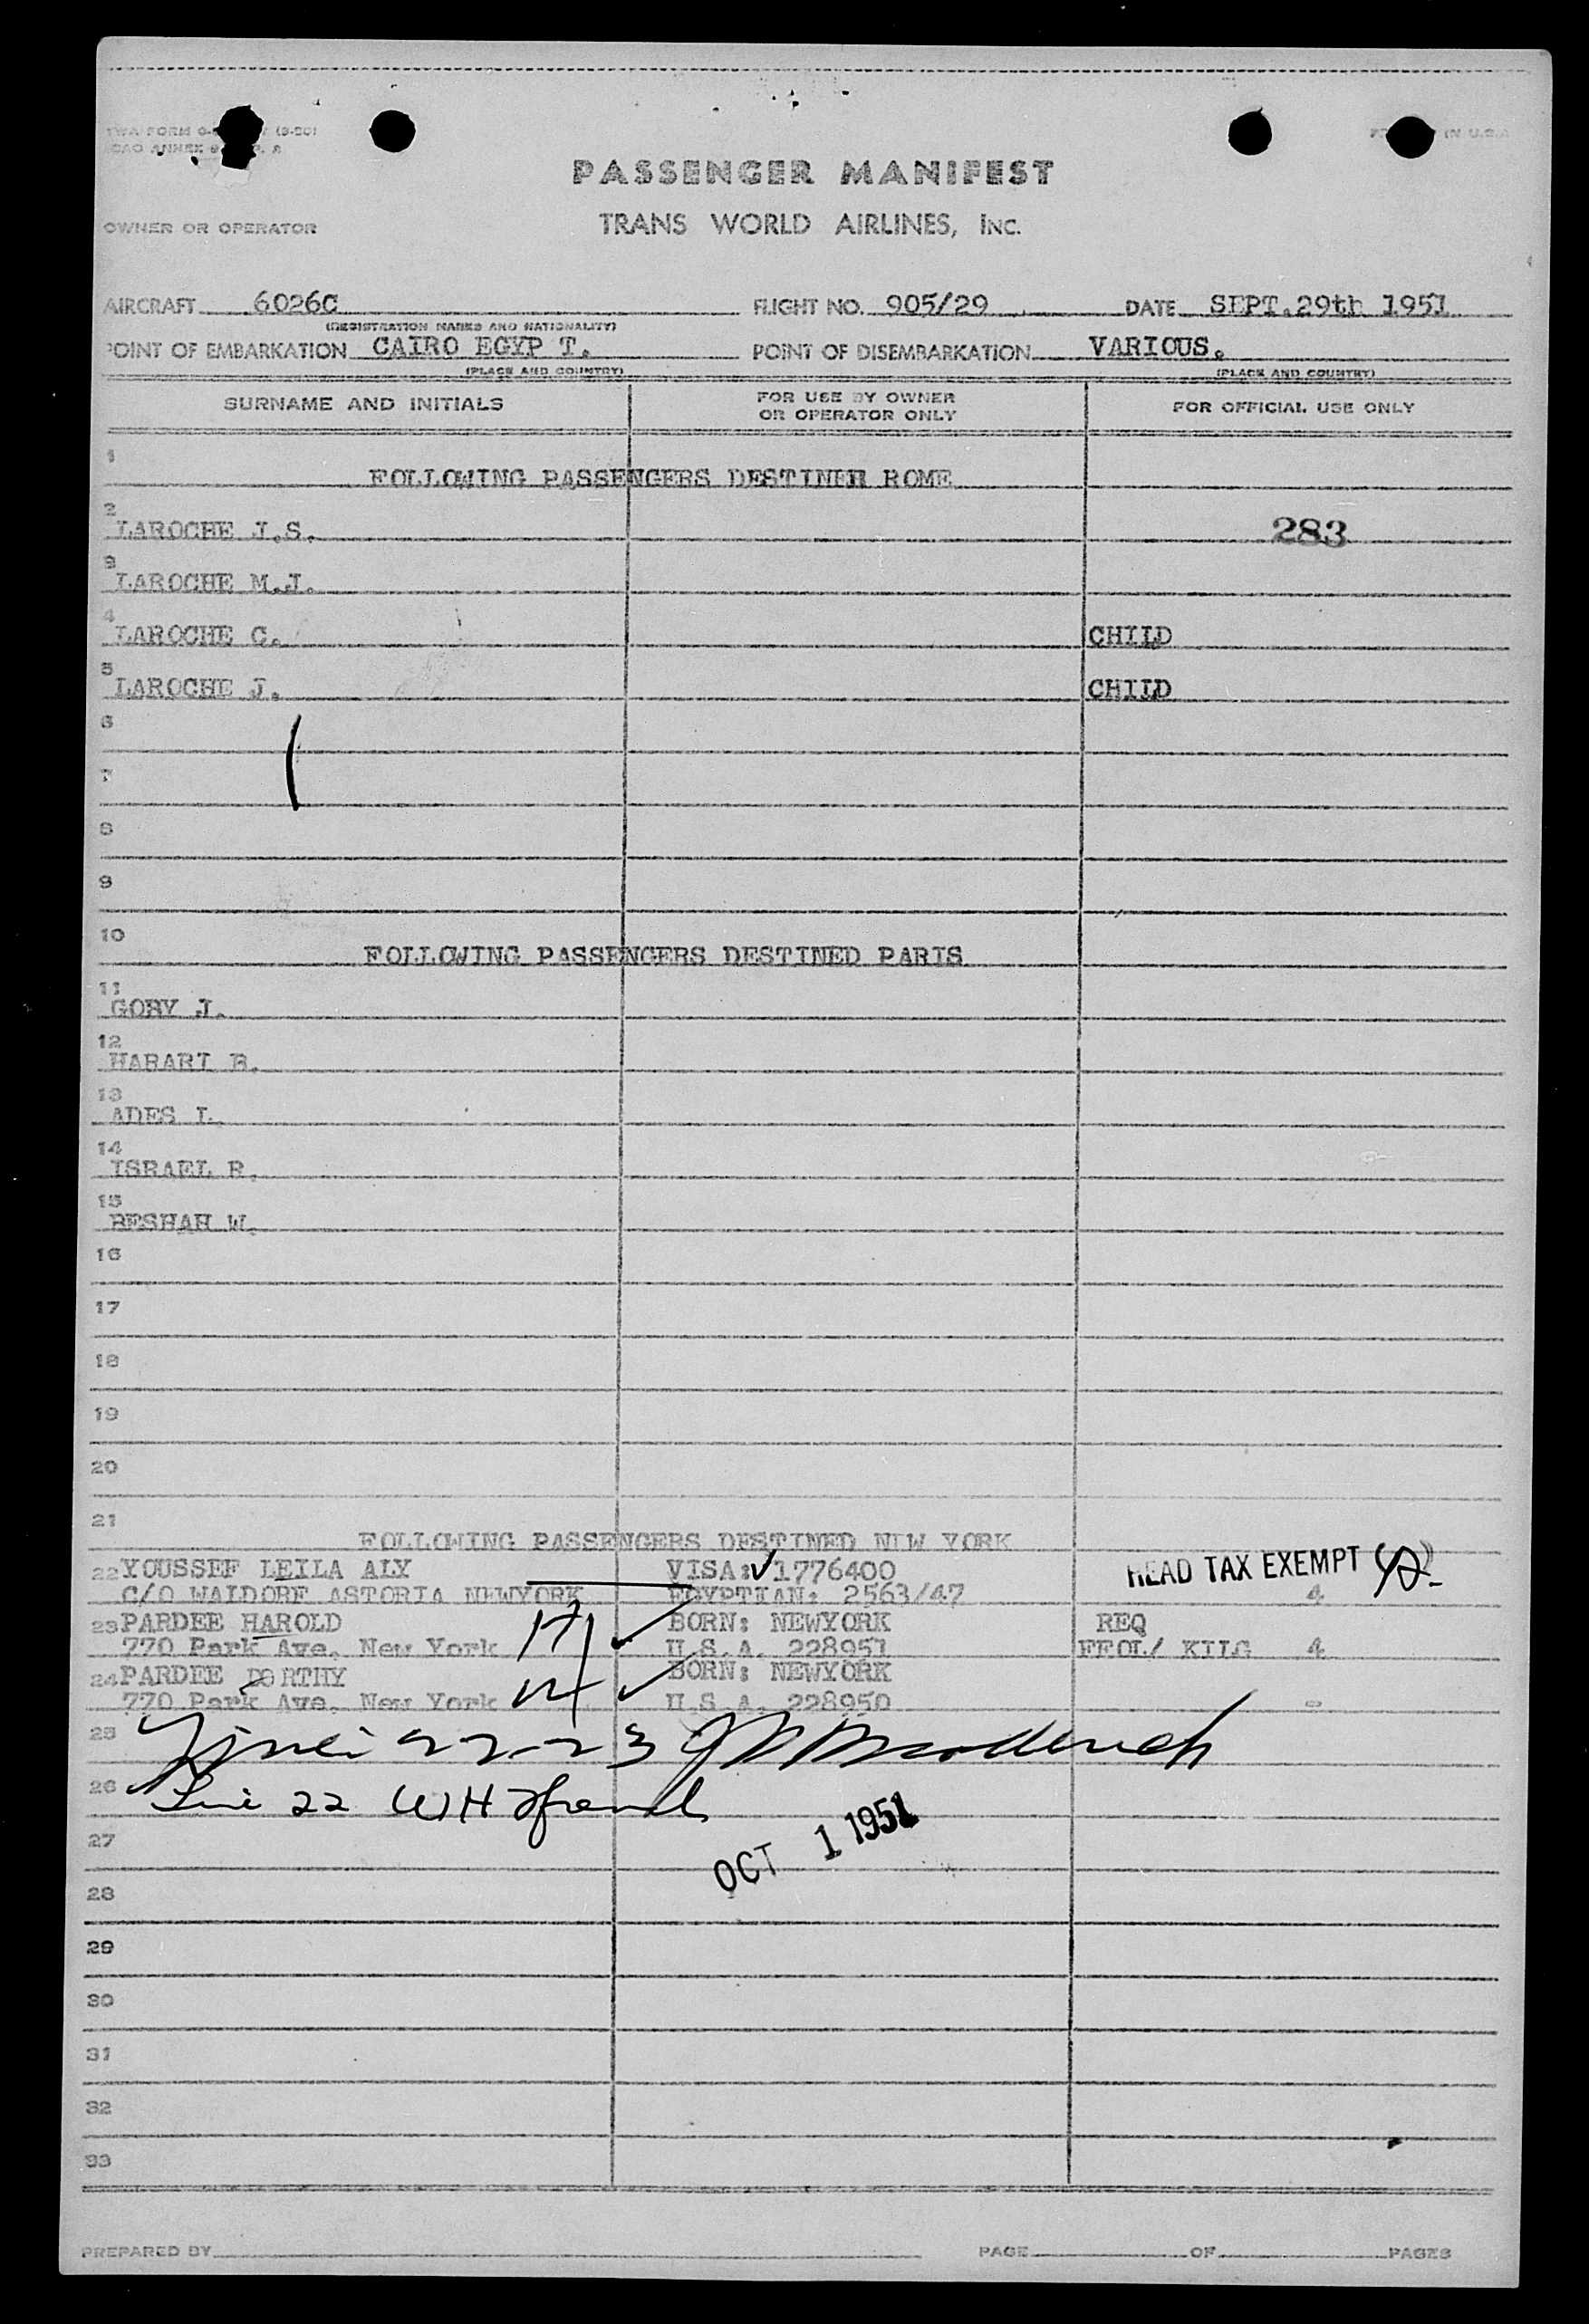 PASSENGER MANIFEST
TRANS WORLD AIRLINES, INC.
OWNER OR OPERATOR
AIRCRAFT 6026C FLIGHT NO. 905/29 DATE SEPT.29th 1951
(REGISTRATION MARKS AND NATIONALITY)
POINT OF EMBARKATION CAIRO EGYP T. POINT OF DISEMBARKATION VARIOUS.
(PLACE AND COUNTRY) (PLACE AND COUNTRY)
SURNAME AND INITIALS FOR USE BY OWNER OR OPERATOR ONLY FOR OFFICIAL USE ONLY
1 FOLLOWING PASSENGERS DESTINED ROME
2 LAROCHE J.S. 283
3 LAROCHE M.J.
4 LAROCHE C. CHILD
5 LAROCHE J. CHILD
6
7
8
9
10 FOLLOWING PASSENGERS DESTINED PARIS
11 GOBY J.
12 HARARI B.
13 ADES I.
14 ISRAEL R.
15 BESHAH W.
16
17
18
19
20
21 FOLLOWING PASSENGERS DESTINED NEW YORK
22 YOUSSEF LEILA ALY VISA: 1776400 HEAD TAX EXEMPT
C/O WALDORF ASTORIA NEWYORK EGYPTIAN: 2563/47 4
23 PARDEE HAROLD BORN: NEWYORK REQ
770 Park Ave, New York U.S.A. 228951 4
24 PARDEE DORTHY BORN: NEWYORK
770 Park Ave, New York U.S.A. 228950 -
25
26 Line 22 WH
OCT 1 1951
27
28
29
30
31
32
33
PREPARED BY PAGE OF PAGES